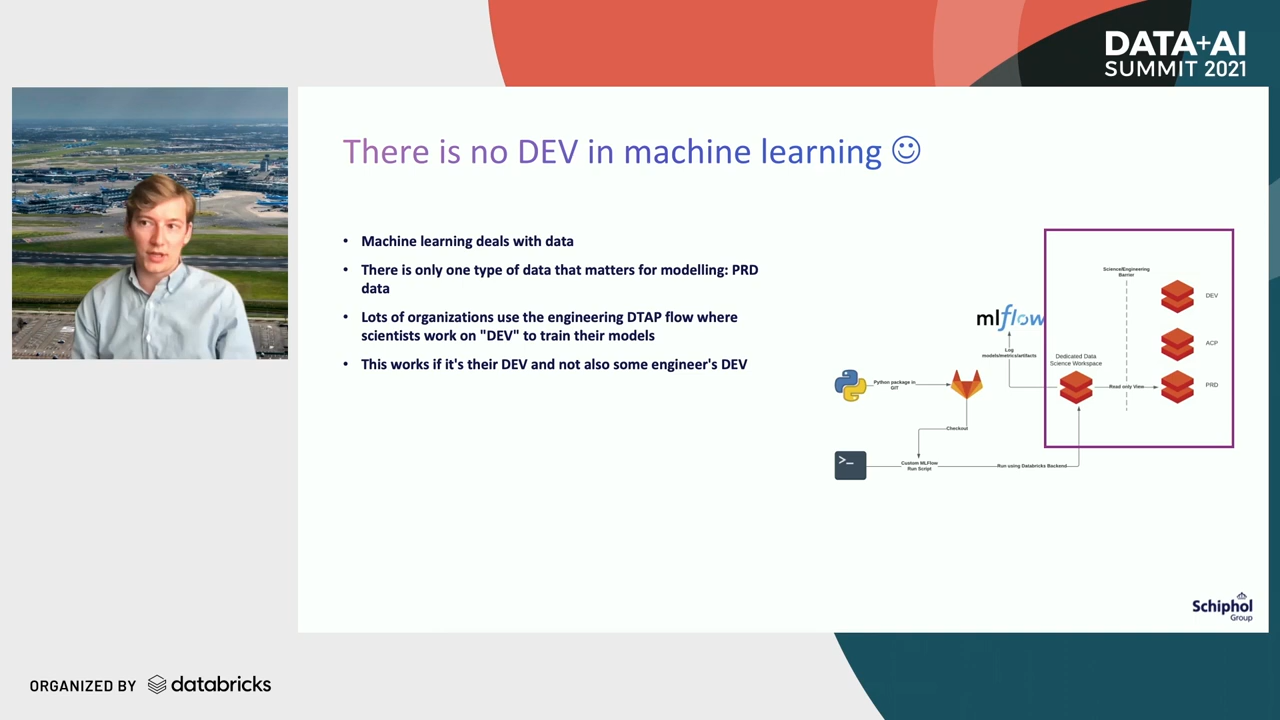 DATA+AI
SUMMIT 2021
There is no DEV in machine learning ☺
• Machine learning deals with data
• There is only one type of data that matters for modelling: PRD
data
• Lots of organizations use the engineering DTAP flow where
scientists work on "DEV" to train their models
• This works if it's their DEV and not also some engineer's DEV
Science/Engineering
Barrier
DEV
mlflow
ACP
Log
models/metrics/artifacts
Dedicated Data
Science Workspace
Python package in
GIT
Read only View
PRD
Checkout
>_
Custom MLFlow
Run Script
Run using Databricks Backend
Schiphol
Group
ORGANIZED BY databricks